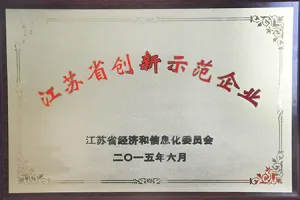 江苏省创新示范企业
江苏省经济和信息化委员会
二〇一五年六月